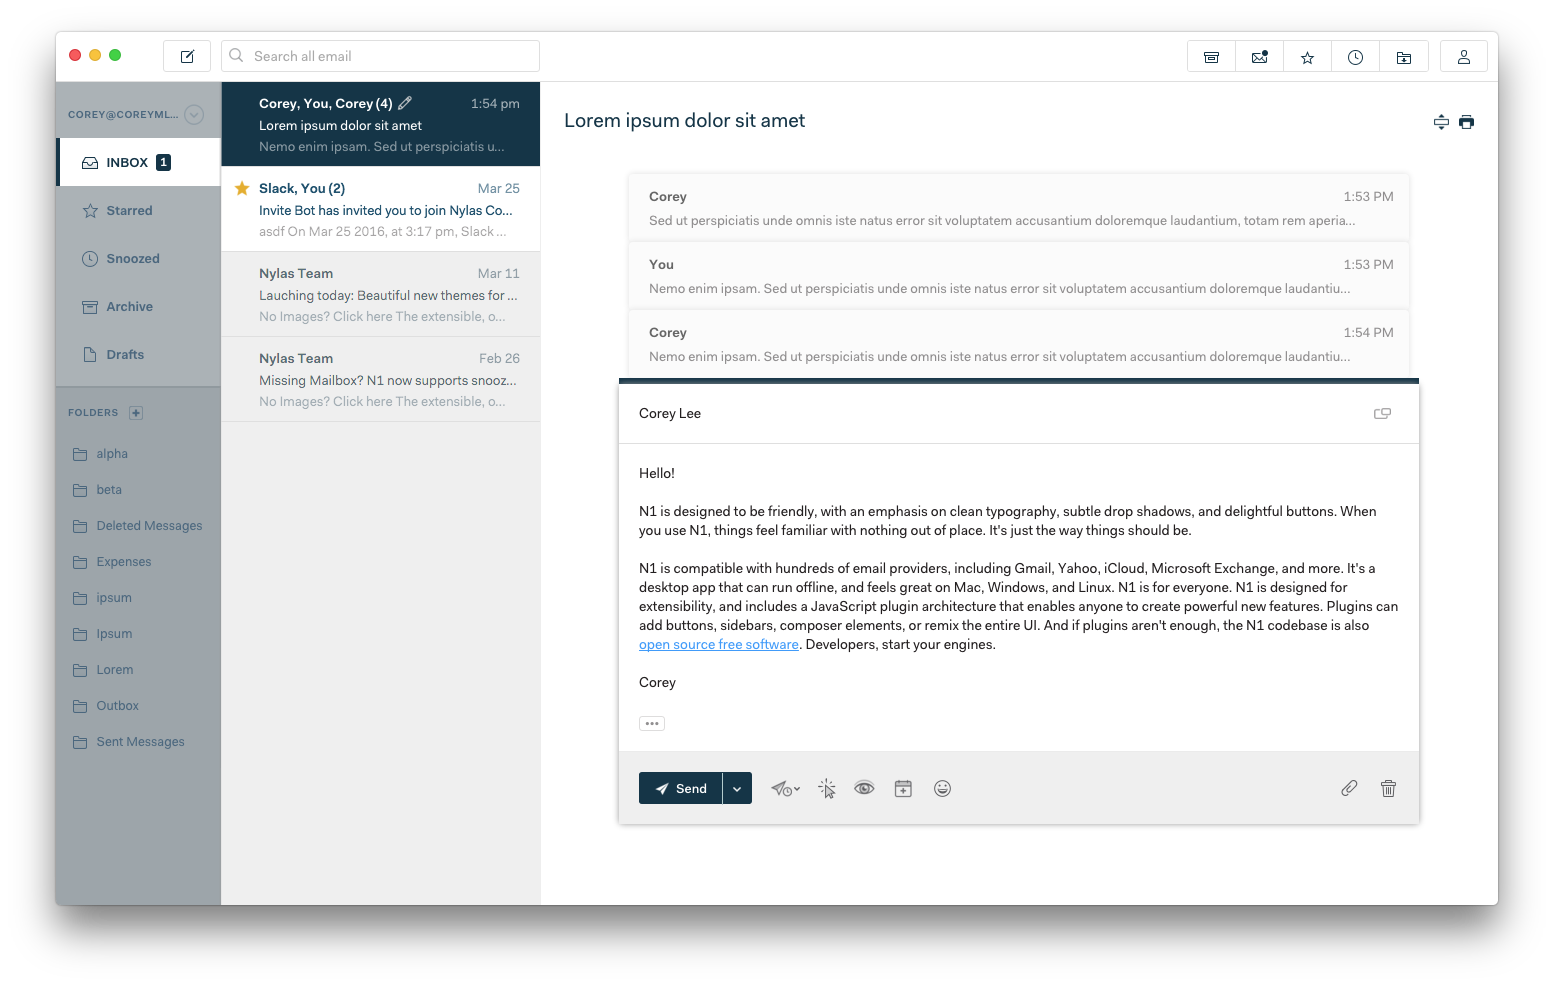 Search all email
COREY@COREYML...
INBOX 1
Starred
Snoozed
Archive
Drafts
FOLDERS
alpha
beta
Deleted Messages
Expenses
ipsum
Ipsum
Lorem
Outbox
Sent Messages
Corey, You, Corey (4) 1:54 pm
Lorem ipsum dolor sit amet
Nemo enim ipsam. Sed ut perspiciatis u...
Slack, You (2) Mar 25
Invite Bot has invited you to join Nylas Co...
asdf On Mar 25 2016, at 3:17 pm, Slack ...
Nylas Team Mar 11
Lauching today: Beautiful new themes for ...
No Images? Click here The extensible, o...
Nylas Team Feb 26
Missing Mailbox? N1 now supports snooz...
No Images? Click here The extensible, o...
Lorem ipsum dolor sit amet
Corey 1:53 PM
Sed ut perspiciatis unde omnis iste natus error sit voluptatem accusantium doloremque laudantium, totam rem aperia...
You 1:53 PM
Nemo enim ipsam. Sed ut perspiciatis unde omnis iste natus error sit voluptatem accusantium doloremque laudantiu...
Corey 1:54 PM
Nemo enim ipsam. Sed ut perspiciatis unde omnis iste natus error sit voluptatem accusantium doloremque laudantiu...
Corey Lee
Hello!
N1 is designed to be friendly, with an emphasis on clean typography, subtle drop shadows, and delightful buttons. When
you use N1, things feel familiar with nothing out of place. It's just the way things should be.
N1 is compatible with hundreds of email providers, including Gmail, Yahoo, iCloud, Microsoft Exchange, and more. It's a
desktop app that can run offline, and feels great on Mac, Windows, and Linux. N1 is for everyone. N1 is designed for
extensibility, and includes a JavaScript plugin architecture that enables anyone to create powerful new features. Plugins can
add buttons, sidebars, composer elements, or remix the entire UI. And if plugins aren't enough, the N1 codebase is also
open source free software. Developers, start your engines.
Corey
Send